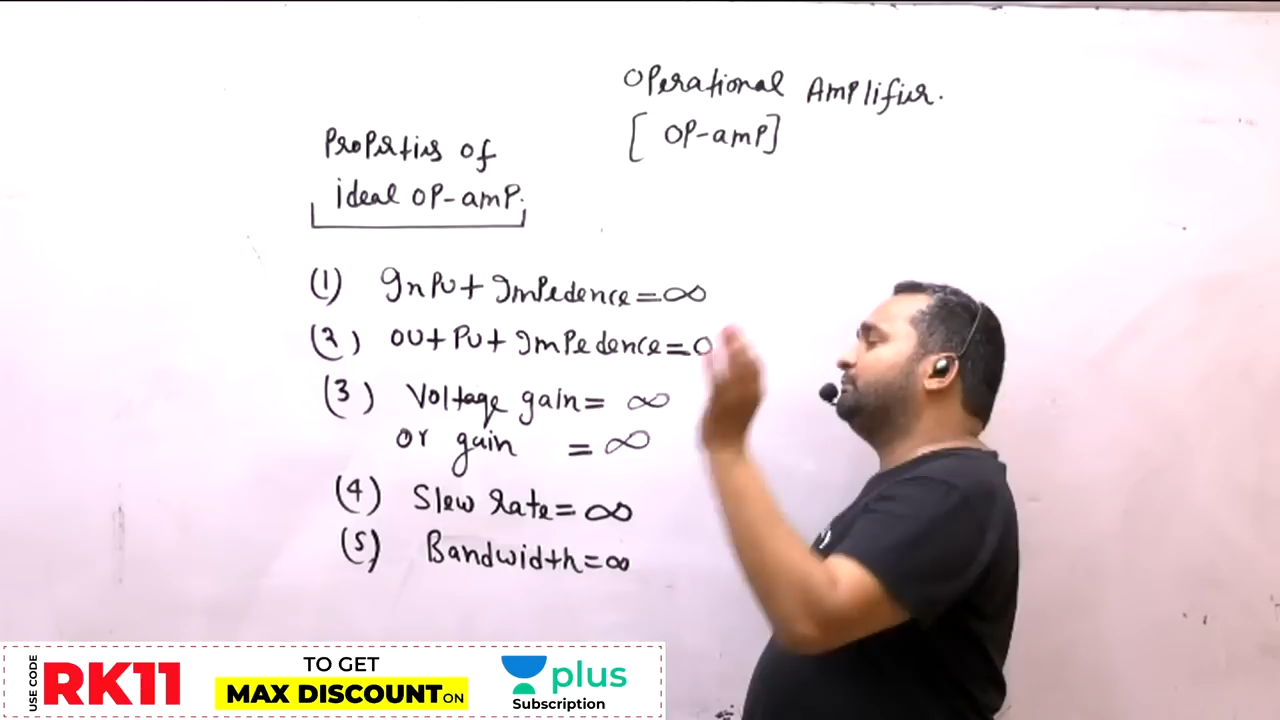 Operational Amplifier.
[ OP-amp]
Properties of
ideal OP-amp.
(1) Input Impedence = ∞
(2) Output Impedence = 0
(3) Voltage gain = ∞
or gain = ∞
(4) Slew rate = ∞
(5) Bandwidth = ∞
USE CODE
RK11
TO GET
MAX DISCOUNT ON
plus
Subscription